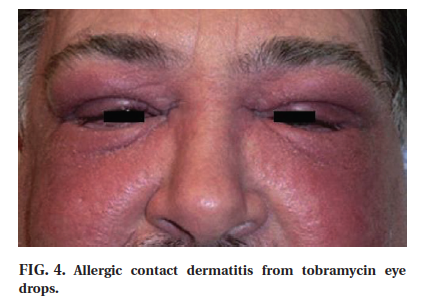 FIG. 4. Allergic contact dermatitis from tobramycin eye
drops.